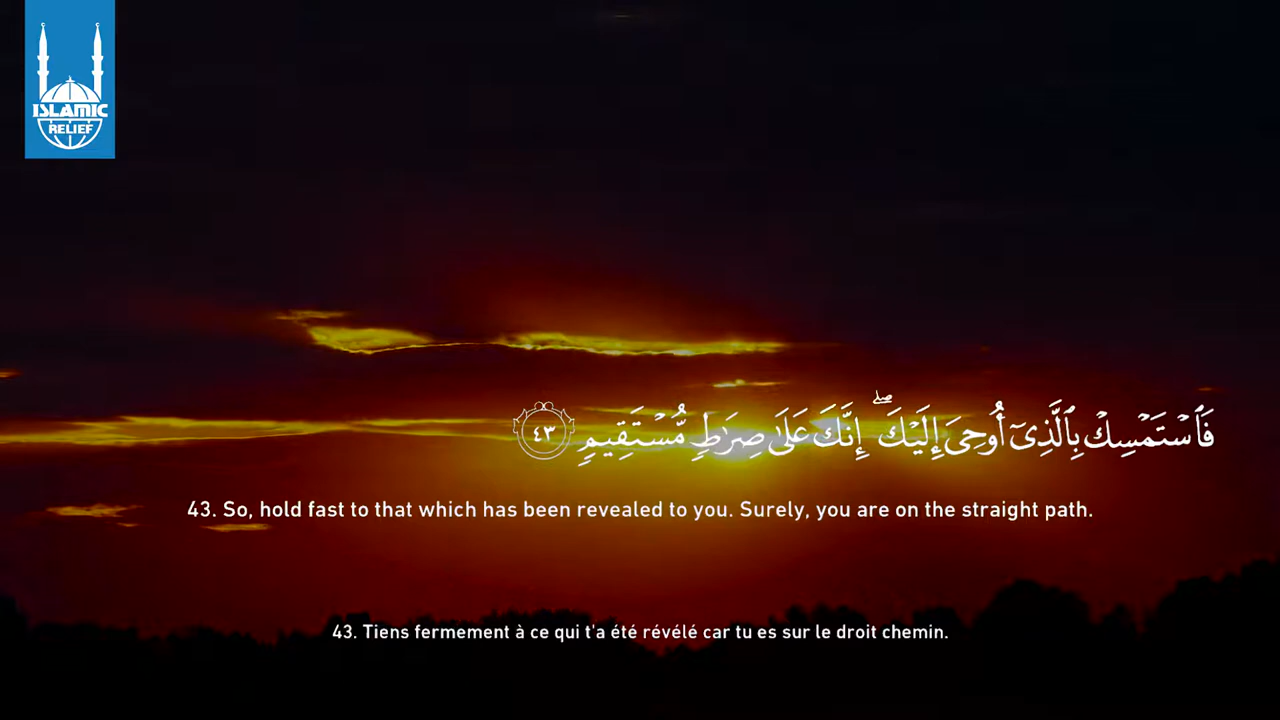 ISLAMIC
RELIEF
فَٱسْتَمْسِكْ بِٱلَّذِىٓ أُوحِىَ إِلَيْكَ ۖ إِنَّكَ عَلَىٰ صِرَٰطٍ مُّسْتَقِيمٍ ٤٣
43. So, hold fast to that which has been revealed to you. Surely, you are on the straight path.
43. Tiens fermement à ce qui t'a été révélé car tu es sur le droit chemin.